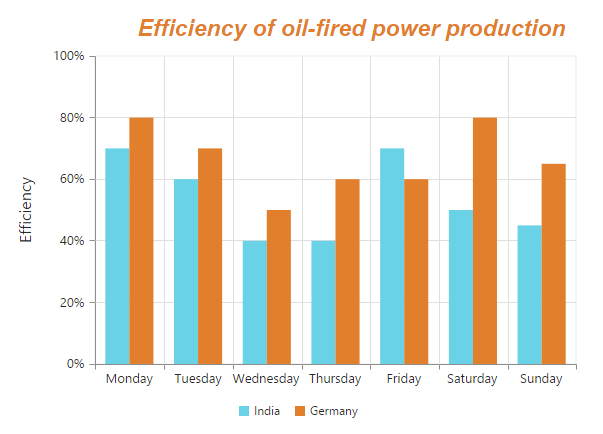 Efficiency of oil-fired power production
100%
80%
60%
40%
20%
0%
Efficiency
Monday Tuesday Wednesday Thursday Friday Saturday Sunday
India Germany